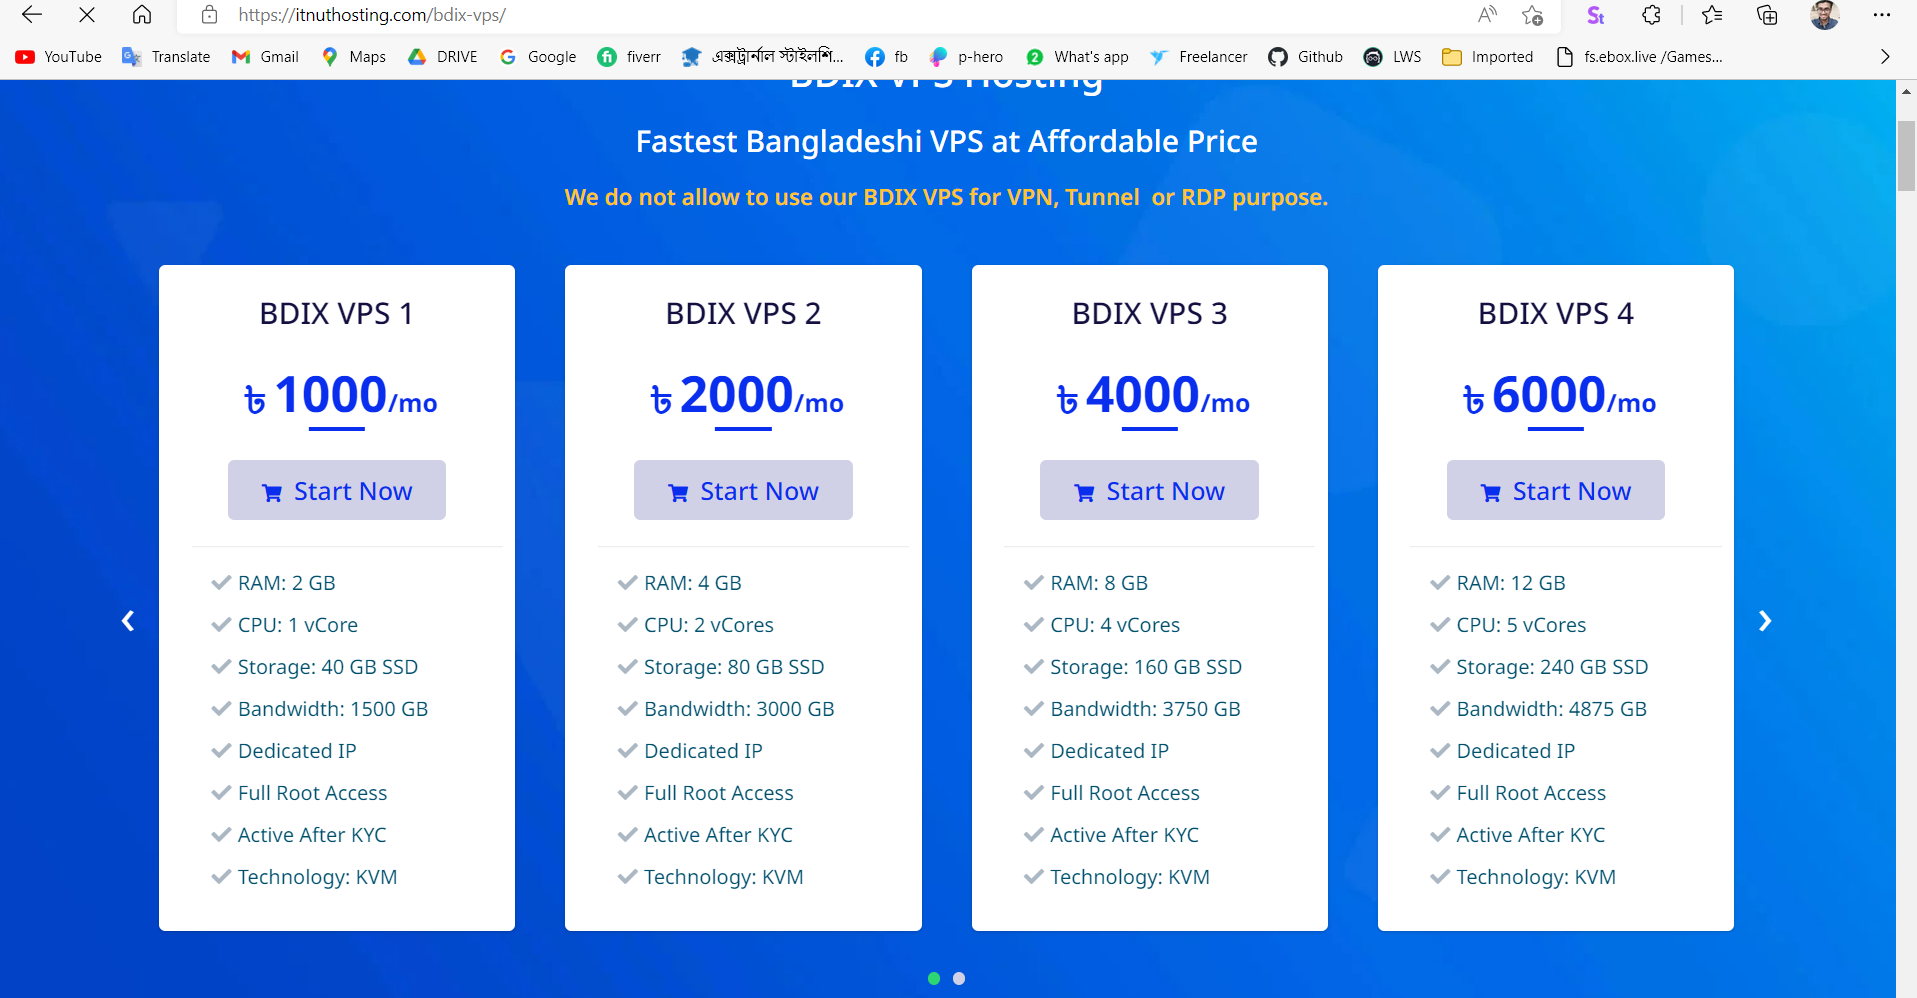 https://itnuthosting.com/bdix-vps/
YouTube Translate Gmail Maps DRIVE Google fiverr এক্সট্রার্নাল স্টাইলশি... fb p-hero What's app Freelancer Github LWS Imported fs.ebox.live /Games...
BDIX VPS Hosting
Fastest Bangladeshi VPS at Affordable Price
We do not allow to use our BDIX VPS for VPN, Tunnel or RDP purpose.
BDIX VPS 1
৳ 1000/mo
Start Now
RAM: 2 GB
CPU: 1 vCore
Storage: 40 GB SSD
Bandwidth: 1500 GB
Dedicated IP
Full Root Access
Active After KYC
Technology: KVM
BDIX VPS 2
৳ 2000/mo
Start Now
RAM: 4 GB
CPU: 2 vCores
Storage: 80 GB SSD
Bandwidth: 3000 GB
Dedicated IP
Full Root Access
Active After KYC
Technology: KVM
BDIX VPS 3
৳ 4000/mo
Start Now
RAM: 8 GB
CPU: 4 vCores
Storage: 160 GB SSD
Bandwidth: 3750 GB
Dedicated IP
Full Root Access
Active After KYC
Technology: KVM
BDIX VPS 4
৳ 6000/mo
Start Now
RAM: 12 GB
CPU: 5 vCores
Storage: 240 GB SSD
Bandwidth: 4875 GB
Dedicated IP
Full Root Access
Active After KYC
Technology: KVM